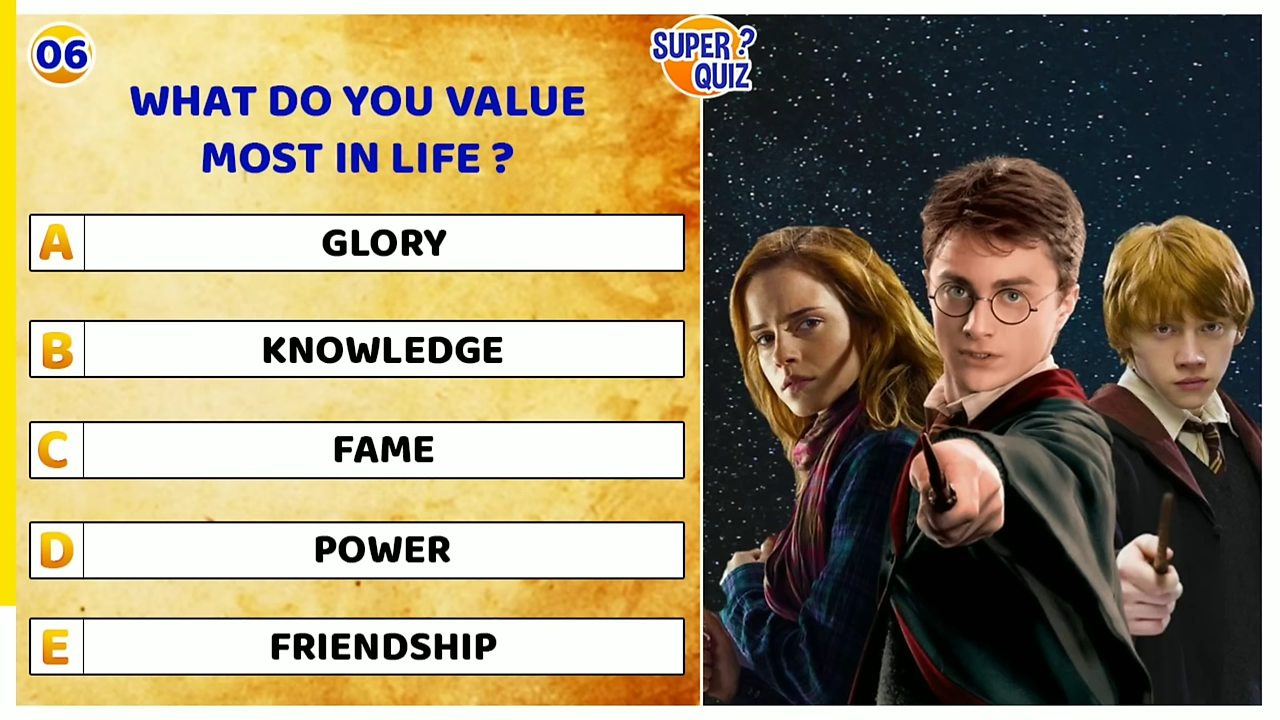 06
SUPER ?
QUIZ
WHAT DO YOU VALUE
MOST IN LIFE ?
A GLORY
B KNOWLEDGE
C FAME
D POWER
E FRIENDSHIP